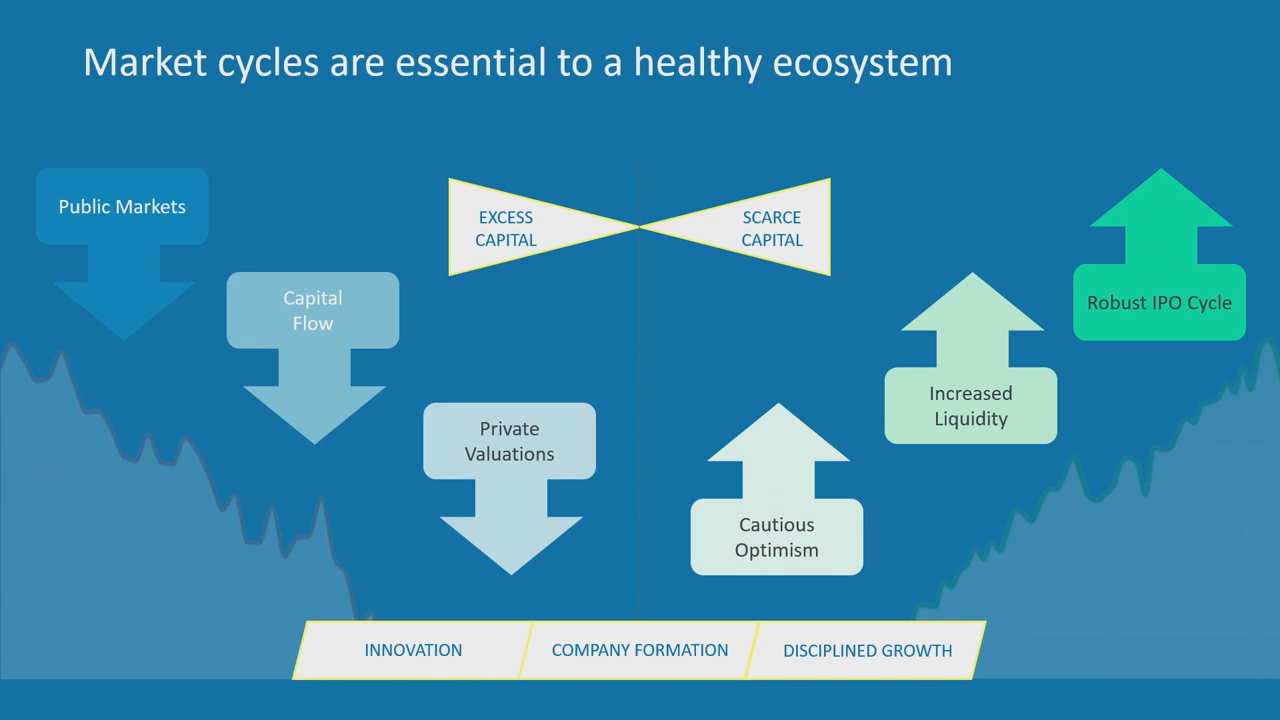 Market cycles are essential to a healthy ecosystem
Public Markets
Capital
Flow
Private
Valuations
EXCESS
CAPITAL
SCARCE
CAPITAL
Cautious
Optimism
Increased
Liquidity
Robust IPO Cycle
INNOVATION
COMPANY FORMATION
DISCIPLINED GROWTH